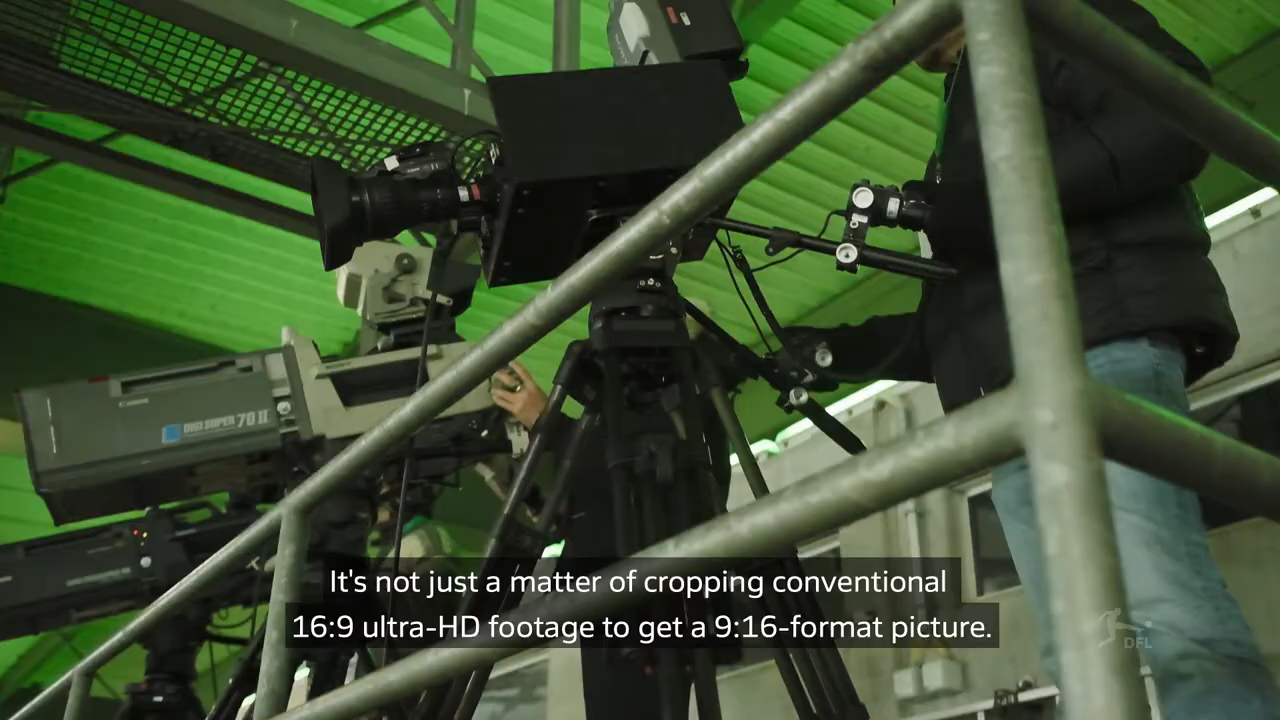 Canon
DIGI SUPER 70 II
It's not just a matter of cropping conventional
16:9 ultra-HD footage to get a 9:16-format picture.
DFL